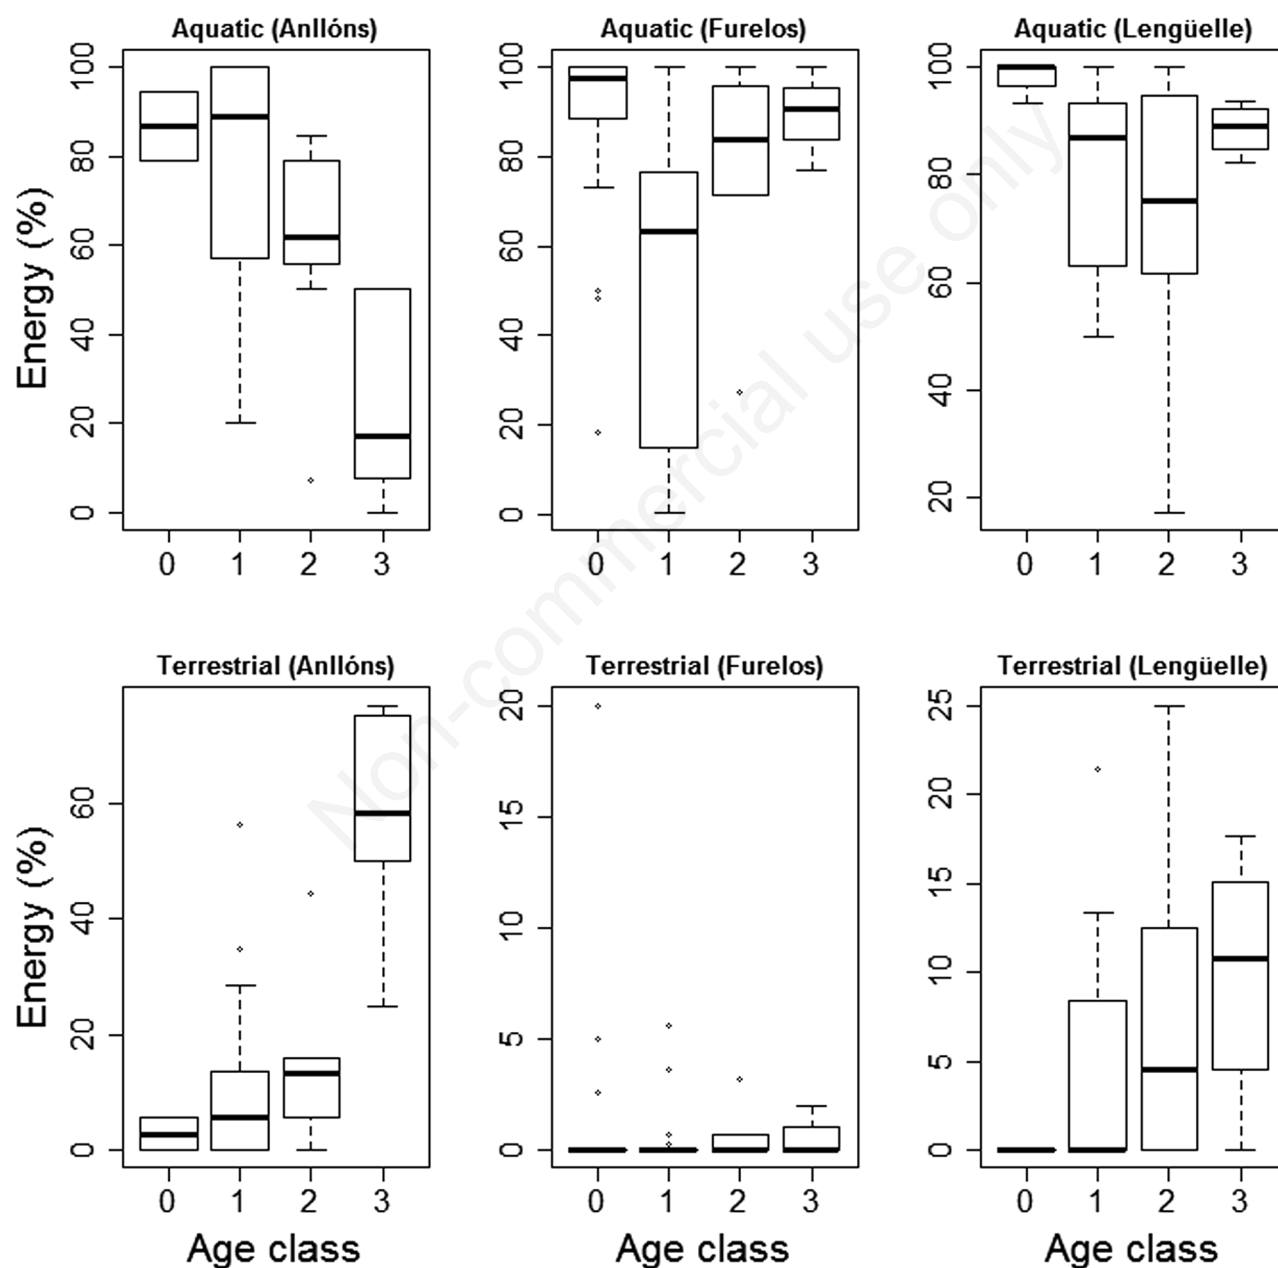 Aquatic (Anllóns)
Aquatic (Furelos)
Aquatic (Lengüelle)
Energy (%)
100
80
60
40
20
0
0 1 2 3
100
80
60
40
20
0
0 1 2 3
100
80
60
40
20
0 1 2 3
Terrestrial (Anllóns)
Terrestrial (Furelos)
Terrestrial (Lengüelle)
Energy (%)
60
40
20
0
0 1 2 3
Age class
20
15
10
5
0
0 1 2 3
Age class
25
20
15
10
5
0
0 1 2 3
Age class
Non-commercial use only